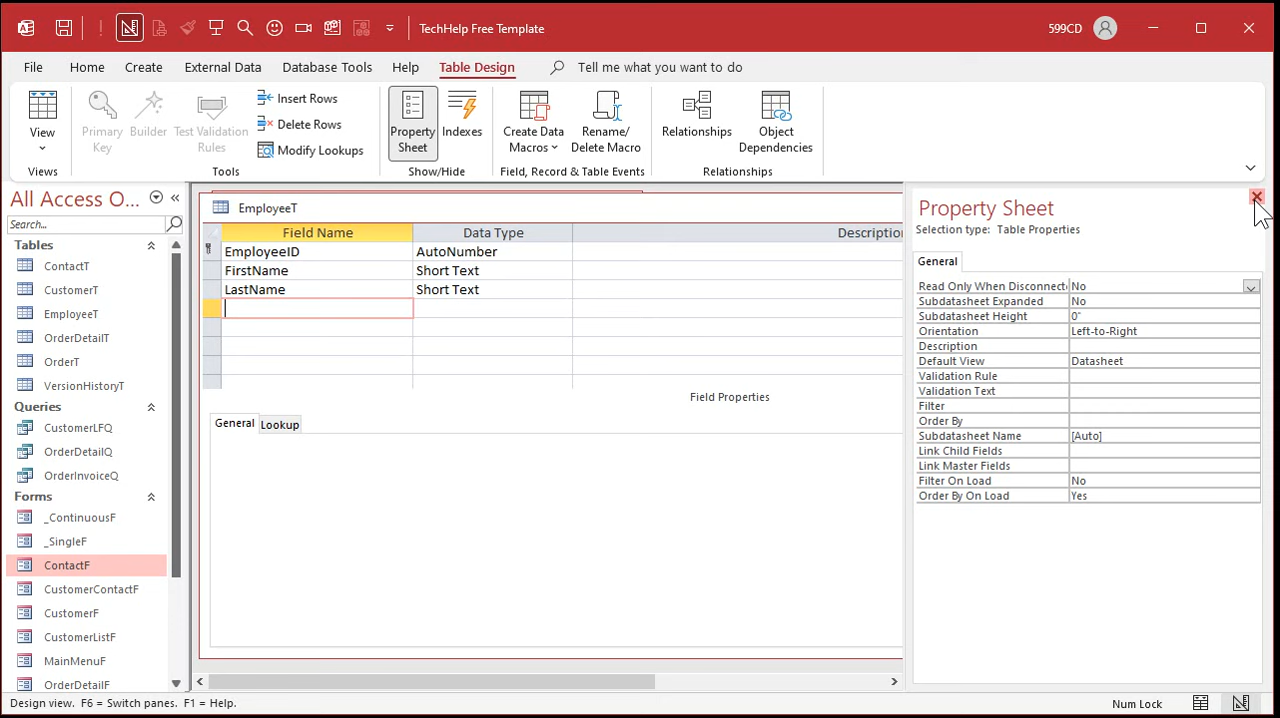 TechHelp Free Template
599CD
File Home Create External Data Database Tools Help Table Design Tell me what you want to do
View
Primary Key
Builder
Test Validation Rules
Insert Rows
Delete Rows
Modify Lookups
Property Sheet
Indexes
Create Data Macros
Rename/ Delete Macro
Relationships
Object Dependencies
Views Tools Show/Hide Field, Record & Table Events Relationships
All Access O...
Search...
Tables
ContactT
CustomerT
EmployeeT
OrderDetailT
OrderT
VersionHistoryT
Queries
CustomerLFQ
OrderDetailQ
OrderInvoiceQ
Forms
_ContinuousF
_SingleF
ContactF
CustomerContactF
CustomerF
CustomerListF
MainMenuF
OrderDetailF
EmployeeT
Field Name Data Type Descriptio
EmployeeID AutoNumber
FirstName Short Text
LastName Short Text
Field Properties
General Lookup
Property Sheet
Selection type: Table Properties
General
Read Only When Disconnect No
Subdatasheet Expanded No
Subdatasheet Height 0"
Orientation Left-to-Right
Description
Default View Datasheet
Validation Rule
Validation Text
Filter
Order By
Subdatasheet Name [Auto]
Link Child Fields
Link Master Fields
Filter On Load No
Order By On Load Yes
Design view. F6 = Switch panes. F1 = Help.
Num Lock